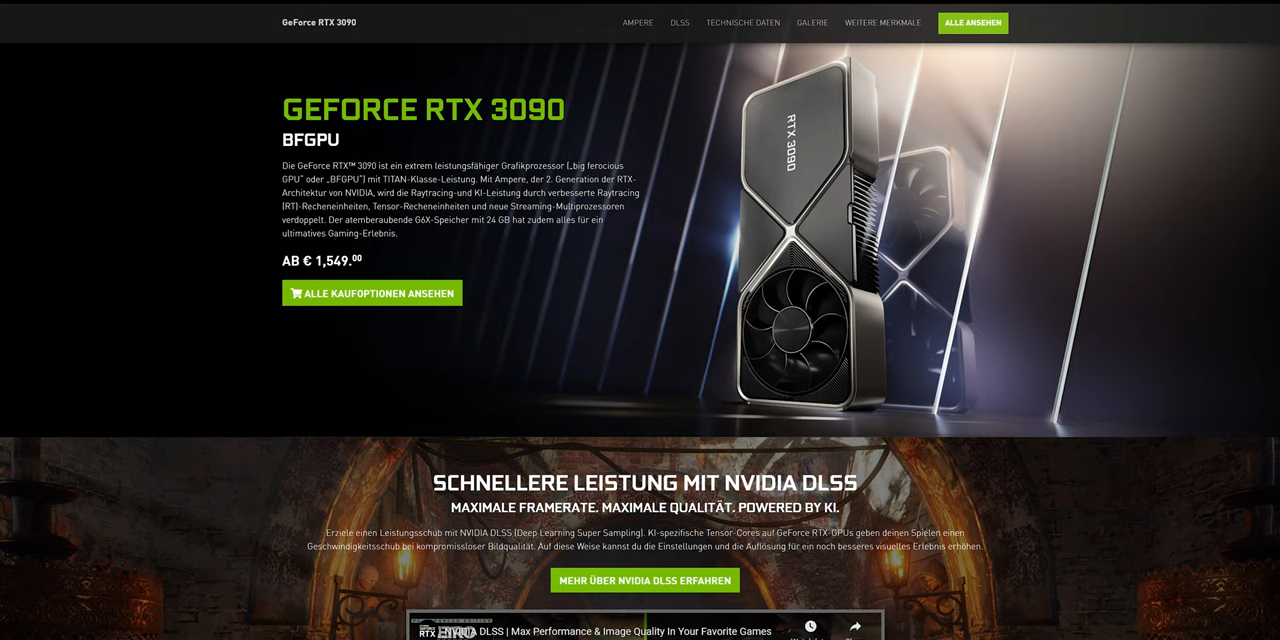 GeForce RTX 3090
AMPERE DLSS TECHNISCHE DATEN GALERIE WEITERE MERKMALE ALLE ANSEHEN
GEFORCE RTX 3090
BFGPU
Die GeForce RTX™ 3090 ist ein extrem leistungsfähiger Grafikprozessor („big ferocious
GPU“ oder „BFGPU“) mit TITAN-Klasse-Leistung. Mit Ampere, der 2. Generation der RTX-
Architektur von NVIDIA, wird die Raytracing-und KI-Leistung durch verbesserte Raytracing
(RT)-Recheneinheiten, Tensor-Recheneinheiten und neue Streaming-Multiprozessoren
verdoppelt. Der atemberaubende G6X-Speicher mit 24 GB hat zudem alles für ein
ultimatives Gaming-Erlebnis.
AB € 1,549.00
ALLE KAUFOPTIONEN ANSEHEN
RTX 3090
SCHNELLERE LEISTUNG MIT NVIDIA DLSS
MAXIMALE FRAMERATE. MAXIMALE QUALITÄT. POWERED BY KI.
Erziele einen Leistungsschub mit NVIDIA DLSS (Deep Learning Super Sampling). KI-spezifische Tensor-Cores auf GeForce RTX-GPUs geben deinen Spielen einen
Geschwindigkeitsschub bei kompromissloser Bildqualität. Auf diese Weise kannst du die Einstellungen und die Auflösung für ein noch besseres visuelles Erlebnis erhöhen.
MEHR ÜBER NVIDIA DLSS ERFAHREN
RTX NVIDIA DLSS | Max Performance & Image Quality In Your Favorite Games